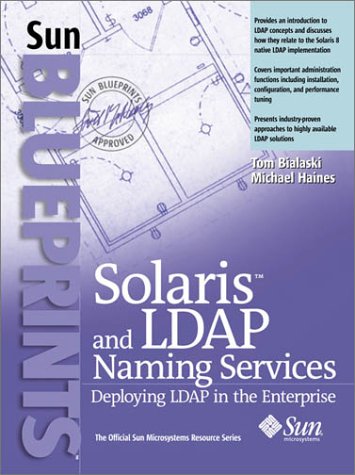 Sun
BLUEPRINTS™
Provides an introduction to
LDAP concepts and discusses
how they relate to the Solaris 8
native LDAP implementation
Covers important administration
functions including installation,
configuration, and performance
tuning
Presents industry-proven
approaches to highly available
LDAP solutions
3068
SUN BLUEPRINTS
APPROVED
Tom Bialaski
Michael Haines
Solaris™
and LDAP
Naming Services
Deploying LDAP in the Enterprise
The Official Sun Microsystems Resource Series
Sun
microsystems